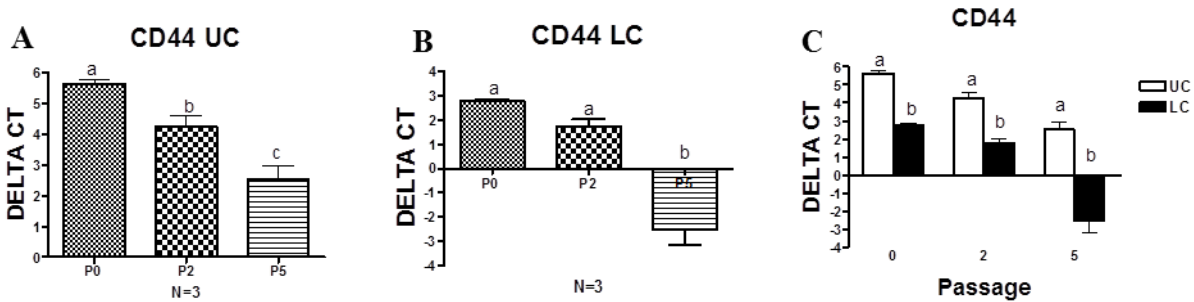 A
CD44 UC
DELTA CT
6
5
4
3
2
1
0
a
b
c
P0
P2
P5
N=3
B
CD44 LC
DELTA CT
4
3
2
1
0
-1
-2
-3
-4
a
a
b
P0
P2
P5
N=3
C
CD44
DELTA CT
6
5
4
3
2
1
0
-1
-2
-3
-4
a
b
a
b
a
b
UC
LC
0
2
5
Passage